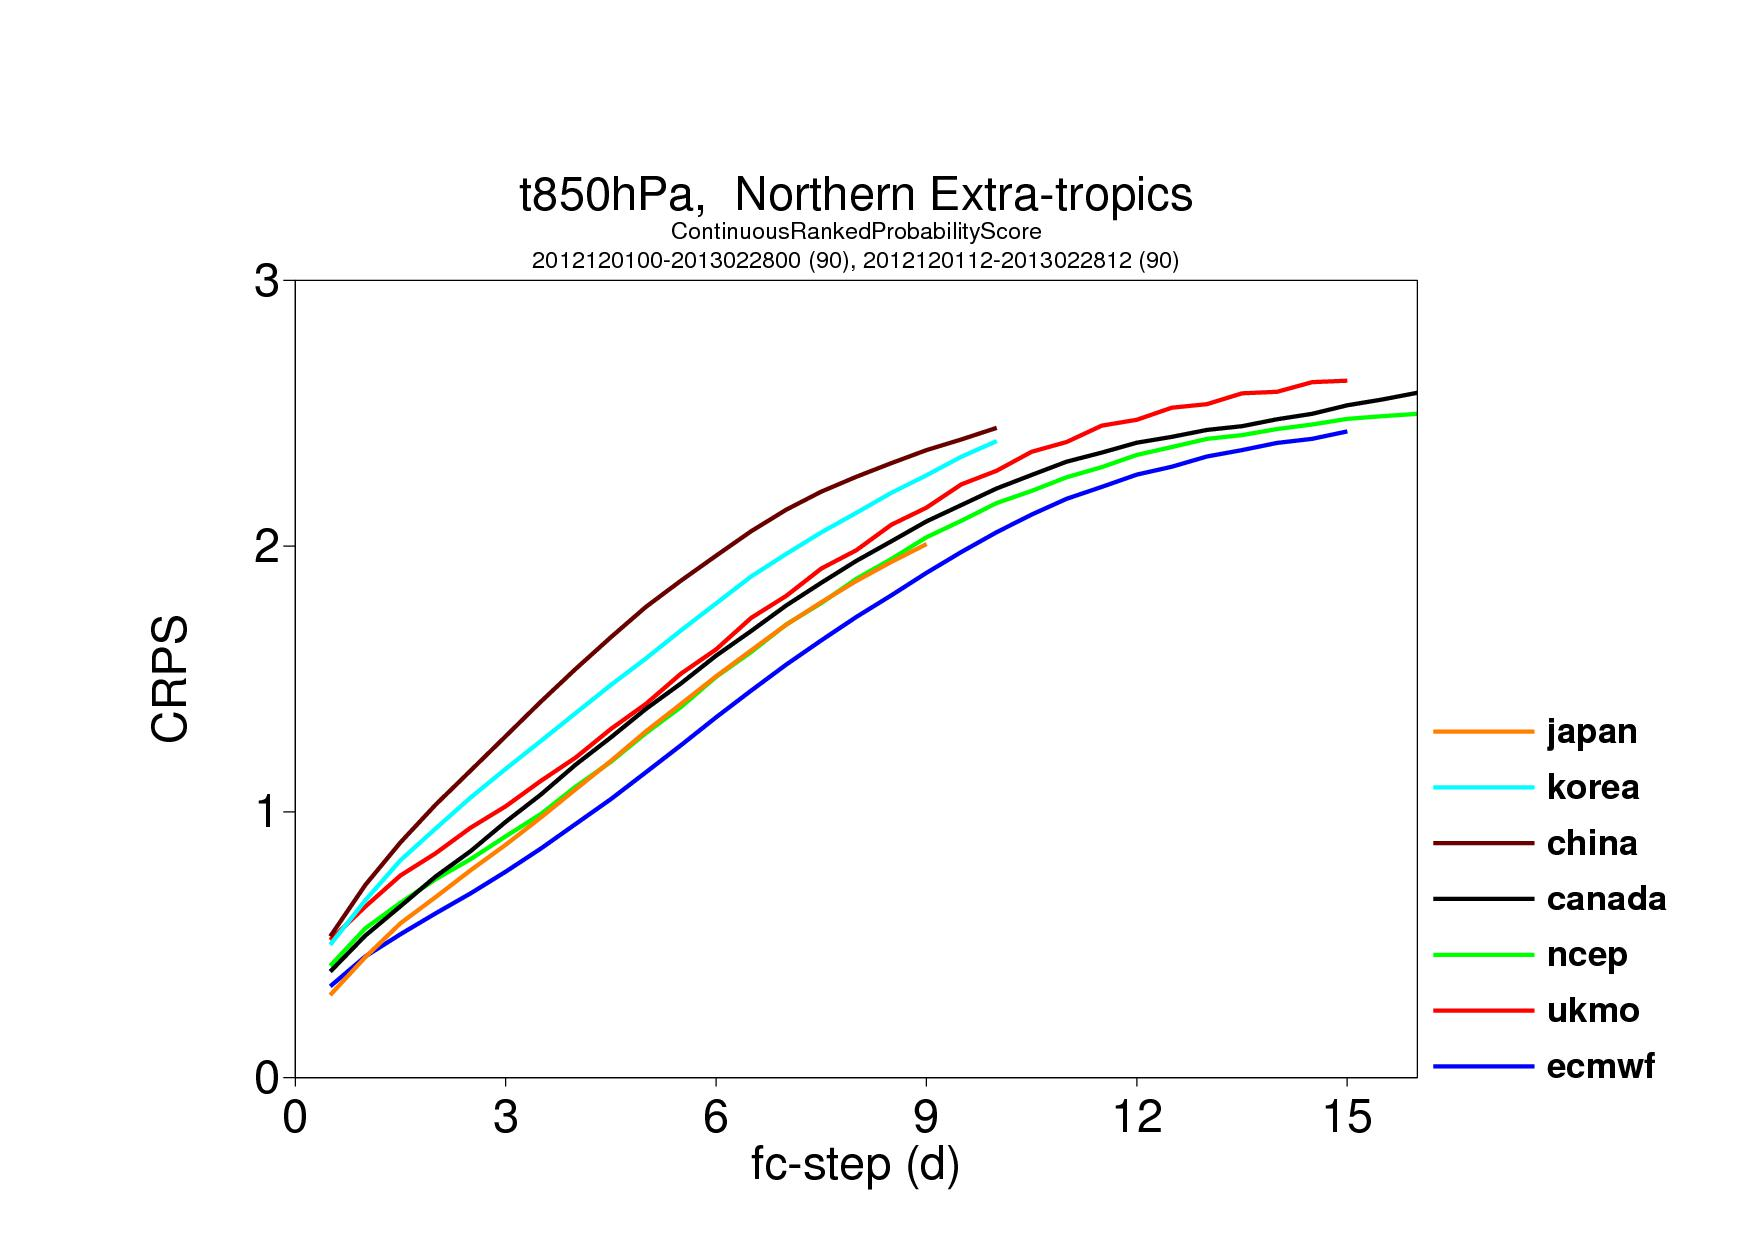 t850hPa, Northern Extra-tropics
ContinuousRankedProbabilityScore
2012120100-2013022800 (90), 2012120112-2013022812 (90)
3
2
1
0
CRPS
0 3 6 9 12 15
fc-step (d)
japan
korea
china
canada
ncep
ukmo
ecmwf